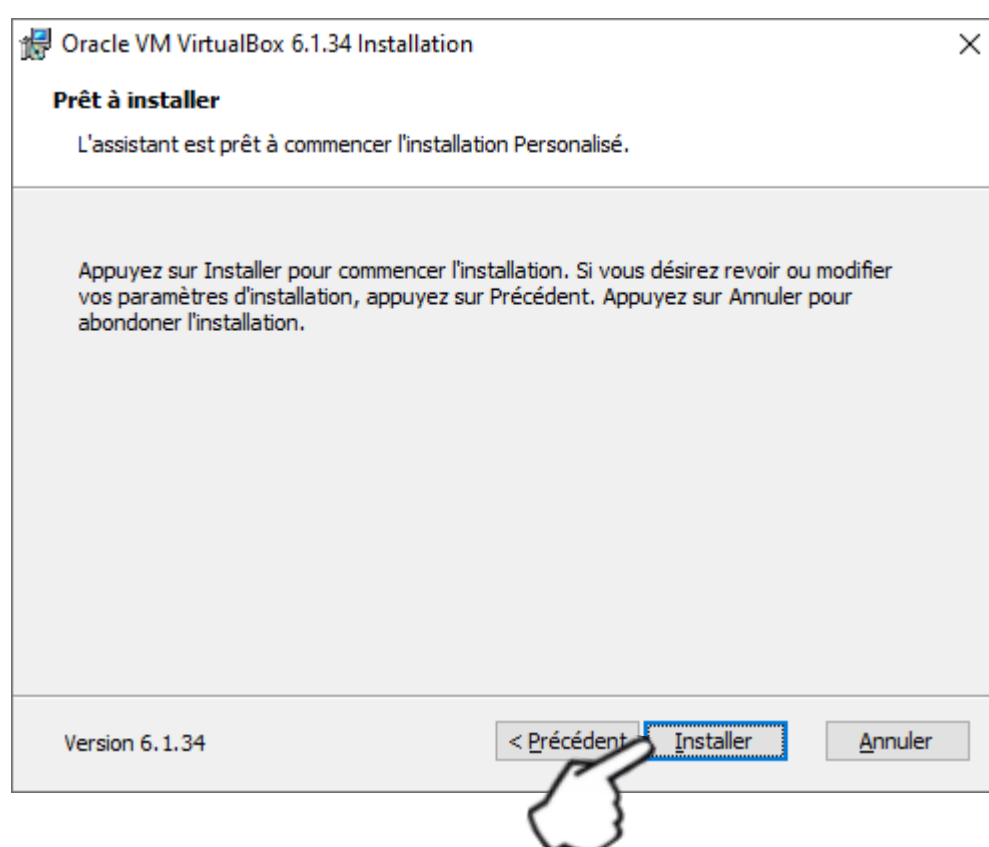 Oracle VM VirtualBox 6.1.34 Installation
Prêt à installer
L'assistant est prêt à commencer l'installation Personalisé.
Appuyez sur Installer pour commencer l'installation. Si vous désirez revoir ou modifier
vos paramètres d'installation, appuyez sur Précédent. Appuyez sur Annuler pour
abondoner l'installation.
Version 6.1.34
< Précédent
Installer
Annuler